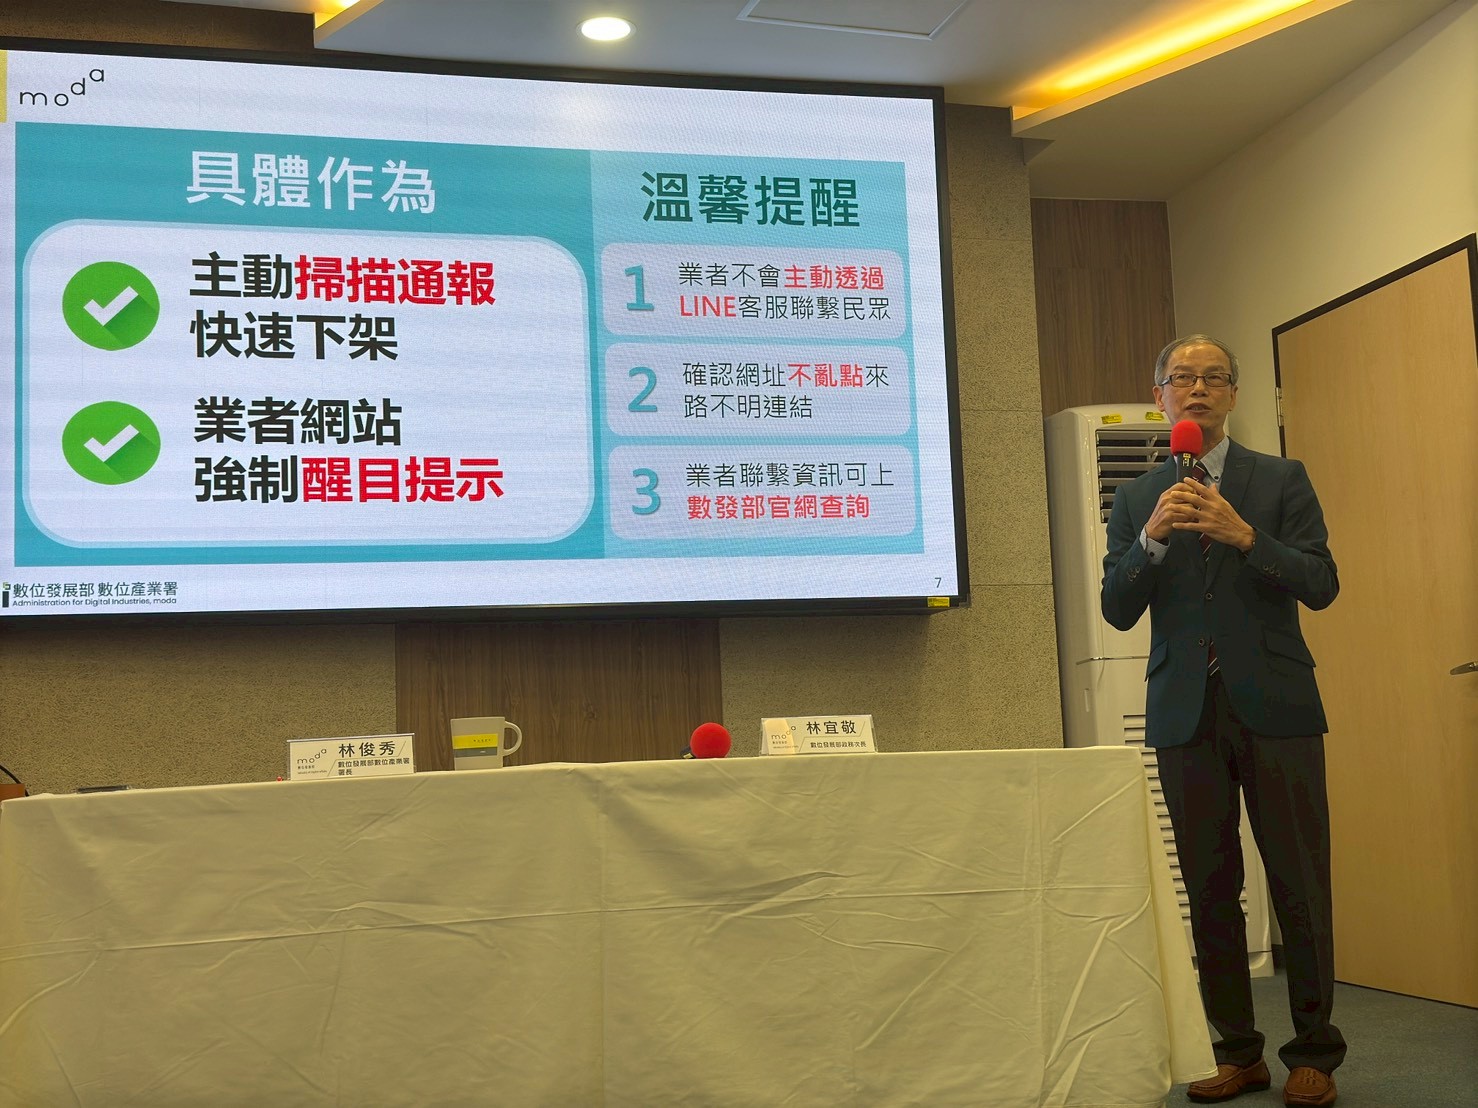 moda
具體作為
主動掃描通報
快速下架
業者網站
強制醒目提示
溫馨提醒
1
業者不會主動透過
LINE客服聯繫民眾
2
確認網址不亂點來
路不明連結
3
業者聯繫資訊可上
數發部官網查詢
數位發展部 數位產業署
Administration for Digital Industries, moda
7
moda
林俊秀
數位發展部數位產業署
署長
moda
林宜敬
數位發展部政務次長